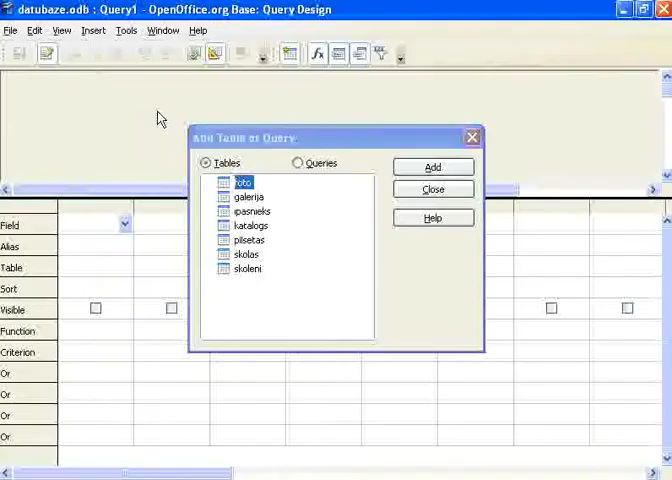 datubaze.odb : Query1 - OpenOffice.org Base: Query Design
File Edit View Insert Tools Window Help
Add Table or Query
Tables Queries
foto
galerija
ipasnieks
katalogs
pilsetas
skolas
skoleni
Add
Close
Help
Field
Alias
Table
Sort
Visible
Function
Criterion
Or
Or
Or
Or